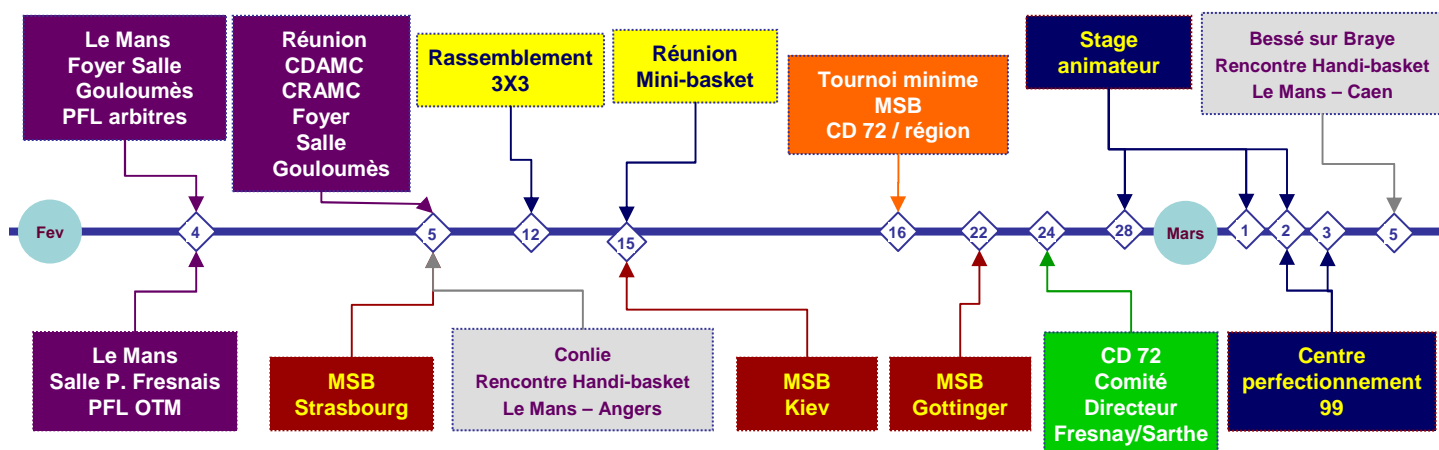 Le Mans
Foyer Salle
Gouloumès
PFL arbitres
Réunion
CDAMC
CRAMC
Foyer
Salle
Gouloumès
Rassemblement
3X3
Réunion
Mini-basket
Tournoi minime
MSB
CD 72 / région
Stage
animateur
Bessé sur Braye
Rencontre Handi-basket
Le Mans – Caen
Fev
4
5
12
15
16
22
24
28
Mars
1
2
3
5
Le Mans
Salle P. Fresnais
PFL OTM
MSB
Strasbourg
Conlie
Rencontre Handi-basket
Le Mans – Angers
MSB
Kiev
MSB
Gottinger
CD 72
Comité
Directeur
Fresnay/Sarthe
Centre
perfectionnement
99